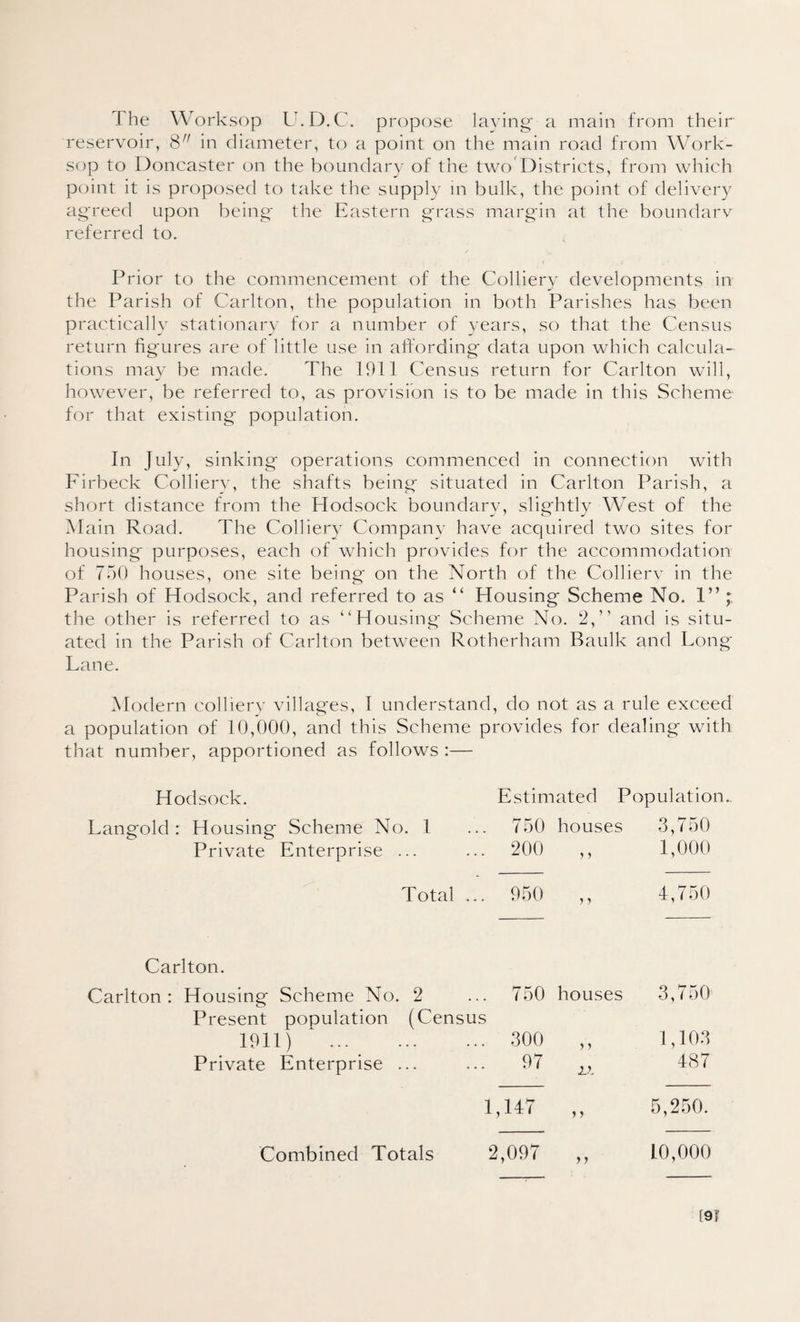 The Worksop U.D.C. propose laying a main from their
reservoir, 8″ in diameter, to a point on the main road from Work-
sop to Doncaster on the boundary of the two Districts, from which
point it is proposed to take the supply in bulk, the point of delivery
agreed upon being the Eastern grass margin at the boundary
referred to.
Prior to the commencement of the Colliery developments in
the Parish of Carlton, the population in both Parishes has been
practically stationary for a number of years, so that the Census
return figures are of little use in affording data upon which calcula-
tions may be made. The 1911 Census return for Carlton will,
however, be referred to, as provision is to be made in this Scheme
for that existing population.
In July, sinking operations commenced in connection with
Firbeck Colliery, the shafts being situated in Carlton Parish, a
short distance from the Hodsock boundary, slightly West of the
Main Road. The Colliery Company have acquired two sites for
housing purposes, each of which provides for the accommodation
of 750 houses, one site being on the North of the Colliery in the
Parish of Hodsock, and referred to as “ Housing Scheme No. 1”;
the other is referred to as “Housing Scheme No. 2,” and is situ-
ated in the Parish of Carlton between Rotherham Baulk and Long
Lane.
Modern colliery villages, I understand, do not as a rule exceed
a population of 10,000, and this Scheme provides for dealing with
that number, apportioned as follows :—
Hodsock. Estimated Population.
Langold : Housing Scheme No. 1 ... 750 houses 3,750
Private Enterprise ... ... 200 ,, 1,000
Total ... 950 ,, 4,750
Carlton.
Carlton : Housing Scheme No. 2 ... 750 houses 3,750
Present population (Census
1911) ... ... ... 300 ,, 1,103
Private Enterprise ... ... 97 ,, 487
1,147 ,, 5,250.
Combined Totals 2,097 ,, 10,000
[9]